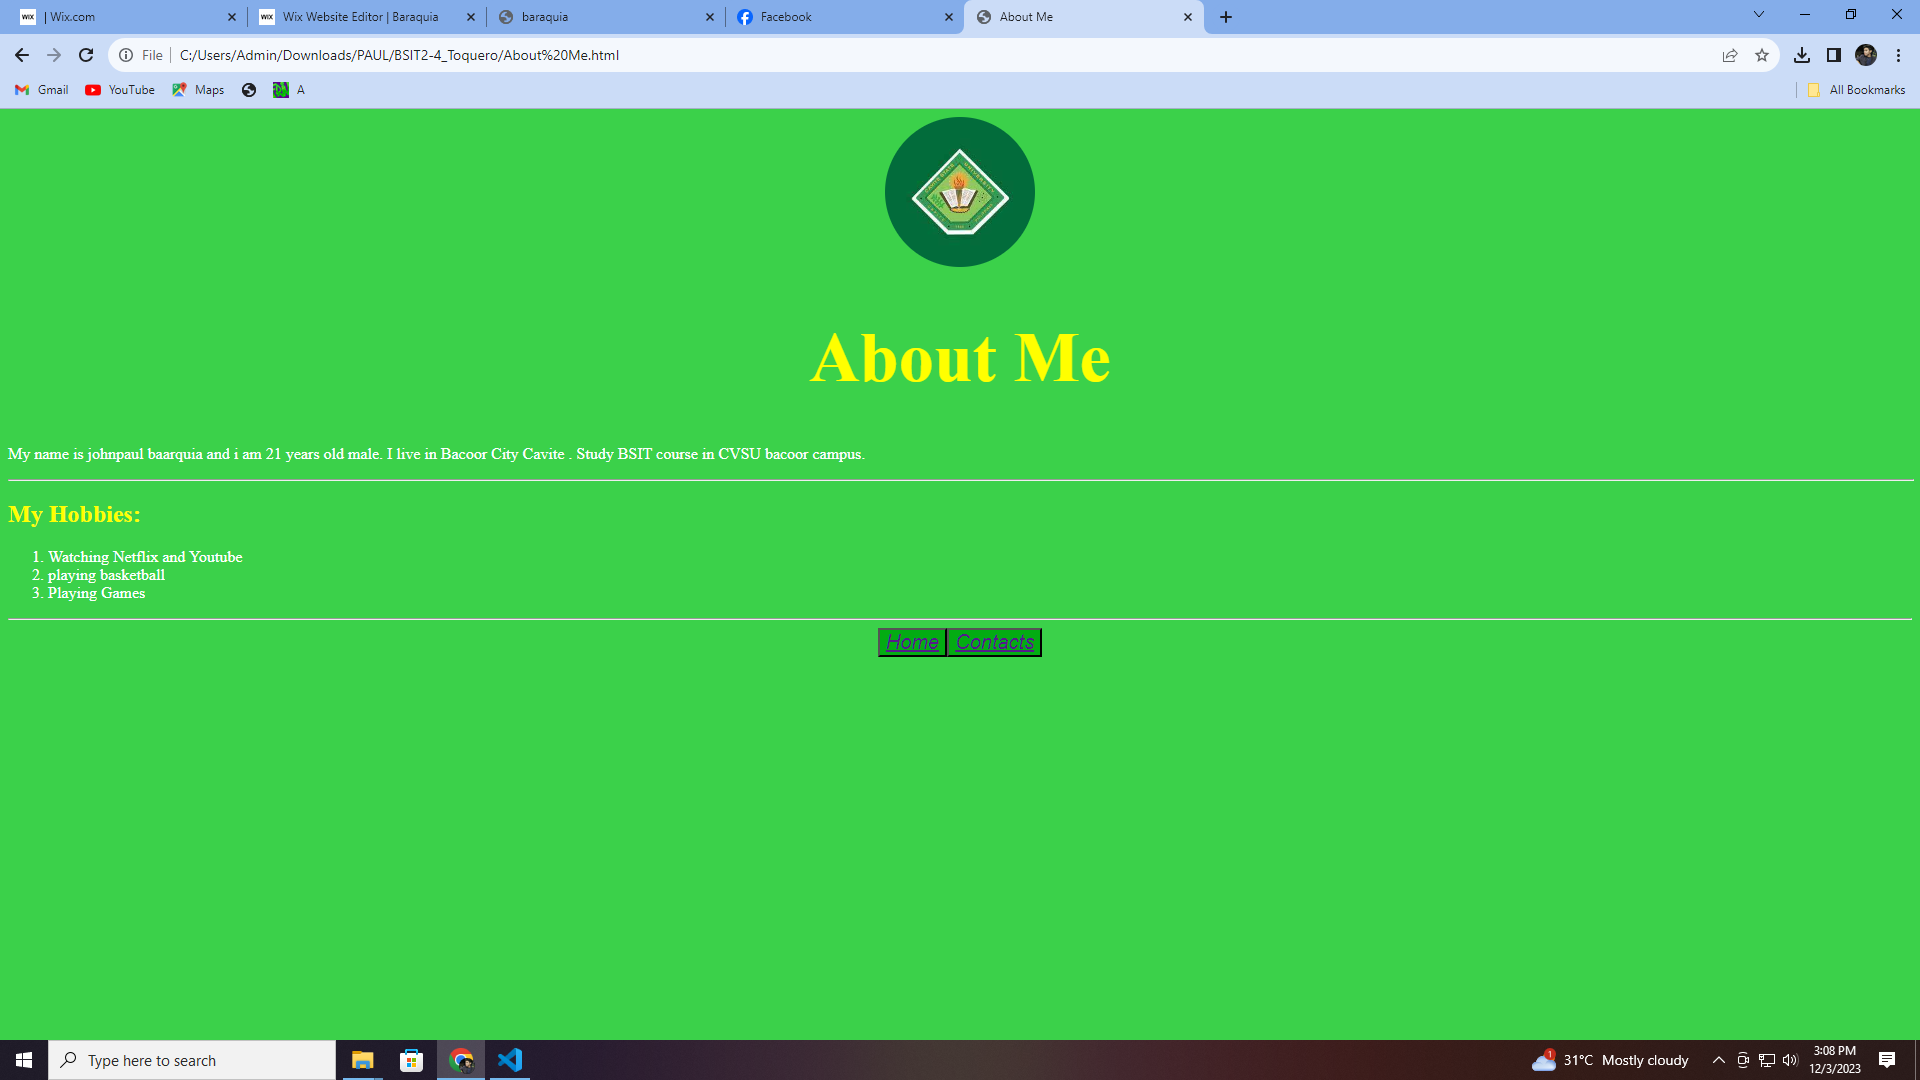 WIX | Wix.com
WIX Wix Website Editor | Baraquia
baraquia
Facebook
About Me
File C:/Users/Admin/Downloads/PAUL/BSIT2-4_Toquero/About%20Me.html
Gmail YouTube Maps A All Bookmarks
About Me
My name is johnpaul baarquia and i am 21 years old male. I live in Bacoor City Cavite . Study BSIT course in CVSU bacoor campus.
My Hobbies:
1. Watching Netflix and Youtube
2. playing basketball
3. Playing Games
Home Contacts
Type here to search
1 31°C Mostly cloudy
3:08 PM
12/3/2023